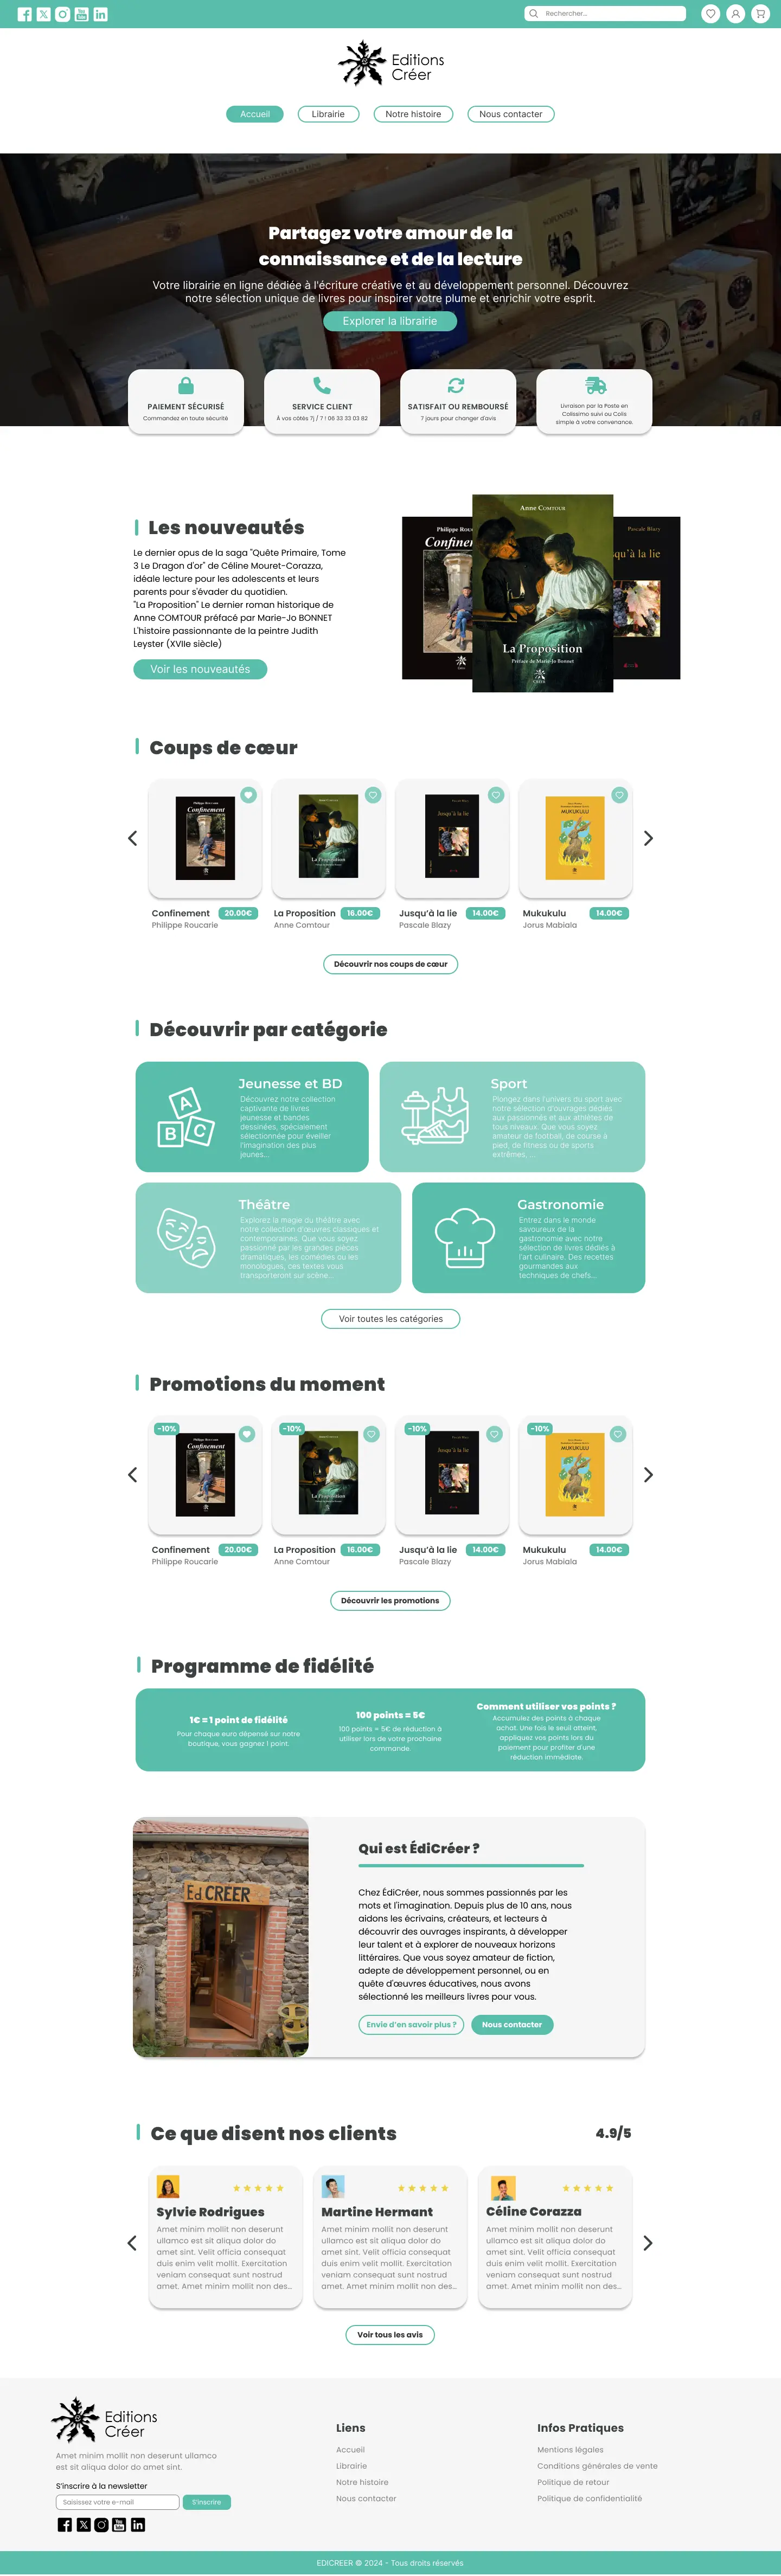 Rechercher...
Editions
Créer
Accueil
Librairie
Notre histoire
Nous contacter
Partagez votre amour de la
connaissance et de la lecture
Votre librairie en ligne dédiée à l'écriture créative et au développement personnel. Découvrez
notre sélection unique de livres pour inspirer votre plume et enrichir votre esprit.
Explorer la librairie
PAIEMENT SÉCURISÉ
Commandez en toute sécurité
SERVICE CLIENT
À vos côtés 7j / 7 ! 06 33 33 03 82
SATISFAIT OU REMBOURSÉ
7 jours pour changer d'avis
Livraison par la Poste en
Colissimo suivi ou Colis
simple à votre convenance.
Les nouveautés
Le dernier opus de la saga "Quête Primaire, Tome
3 Le Dragon d'or" de Céline Mouret-Corazza,
idéale lecture pour les adolescents et leurs
parents pour s'évader du quotidien.
"La Proposition" Le dernier roman historique de
Anne COMTOUR préfacé par Marie-Jo BONNET
L'histoire passionnante de la peintre Judith
Leyster (XVIIe siècle)
Voir les nouveautés
Anne COMTOUR
La Proposition
Préface de Marie-Jo Bonnet
Pascale Blazy
Coups de cœur
Confinement
20.00€
Philippe Roucarie
La Proposition
16.00€
Anne Comtour
Jusqu'à la lie
14.00€
Pascale Blazy
Mukukulu
14.00€
Jorus Mabiala
Découvrir nos coups de cœur
Découvrir par catégorie
Jeunesse et BD
Découvrez notre collection
captivante de livres
jeunesse et bandes
dessinées, spécialement
sélectionnée pour éveiller
l'imagination des plus
jeunes...
Sport
Plongez dans l'univers du sport avec
notre sélection d'ouvrages dédiés
aux passionnés et aux athlètes de
tous niveaux. Que vous soyez
amateur de football, de course à
pied, de fitness ou de sports
extrêmes, ...
Théâtre
Explorez la magie du théâtre avec
notre collection d'œuvres classiques et
contemporaines. Que vous soyez
passionné par les grandes pièces
dramatiques, les comédies ou les
monologues, ces textes vous
transporteront sur scène...
Gastronomie
Entrez dans le monde
savoureux de la
gastronomie avec notre
sélection de livres dédiés à
l'art culinaire. Des recettes
gourmandes aux
techniques de chefs...
Voir toutes les catégories
Promotions du moment
-10%
-10%
-10%
-10%
Confinement
20.00€
Philippe Roucarie
La Proposition
16.00€
Anne Comtour
Jusqu'à la lie
14.00€
Pascale Blazy
Mukukulu
14.00€
Jorus Mabiala
Découvrir les promotions
Programme de fidélité
1€ = 1 point de fidélité
Pour chaque euro dépensé sur notre
boutique, vous gagnez 1 point.
100 points = 5€
100 points = 5€ de réduction à
utiliser lors de votre prochaine
commande.
Comment utiliser vos points ?
Accumulez des points à chaque
achat. Une fois le seuil atteint,
appliquez vos points lors du
paiement pour profiter d'une
réduction immédiate.
Ed CREER
Qui est ÉdiCréer ?
Chez ÉdiCréer, nous sommes passionnés par les
mots et l'imagination. Depuis plus de 10 ans, nous
aidons les écrivains, créateurs, et lecteurs à
découvrir des ouvrages inspirants, à développer
leur talent et à explorer de nouveaux horizons
littéraires. Que vous soyez amateur de fiction,
adepte de développement personnel, ou en
quête d'œuvres éducatives, nous avons
sélectionné les meilleurs livres pour vous.
Envie d'en savoir plus ?
Nous contacter
Ce que disent nos clients
4.9/5
Sylvie Rodrigues
Amet minim mollit non deserunt
ullamco est sit aliqua dolor do
amet sint. Velit officia consequat
duis enim velit mollit. Exercitation
veniam consequat sunt nostrud
amet. Amet minim mollit non des...
Martine Hermant
Amet minim mollit non deserunt
ullamco est sit aliqua dolor do
amet sint. Velit officia consequat
duis enim velit mollit. Exercitation
veniam consequat sunt nostrud
amet. Amet minim mollit non des...
Céline Corazza
Amet minim mollit non deserunt
ullamco est sit aliqua dolor do
amet sint. Velit officia consequat
duis enim velit mollit. Exercitation
veniam consequat sunt nostrud
amet. Amet minim mollit non des...
Voir tous les avis
Editions
Créer
Amet minim mollit non deserunt ullamco
est sit aliqua dolor do amet sint.
S'inscrire à la newsletter
Saisissez votre e-mail
S'inscrire
Liens
Accueil
Librairie
Notre histoire
Nous contacter
Infos Pratiques
Mentions légales
Conditions générales de vente
Politique de retour
Politique de confidentialité
EDICREER © 2024 - Tous droits réservés